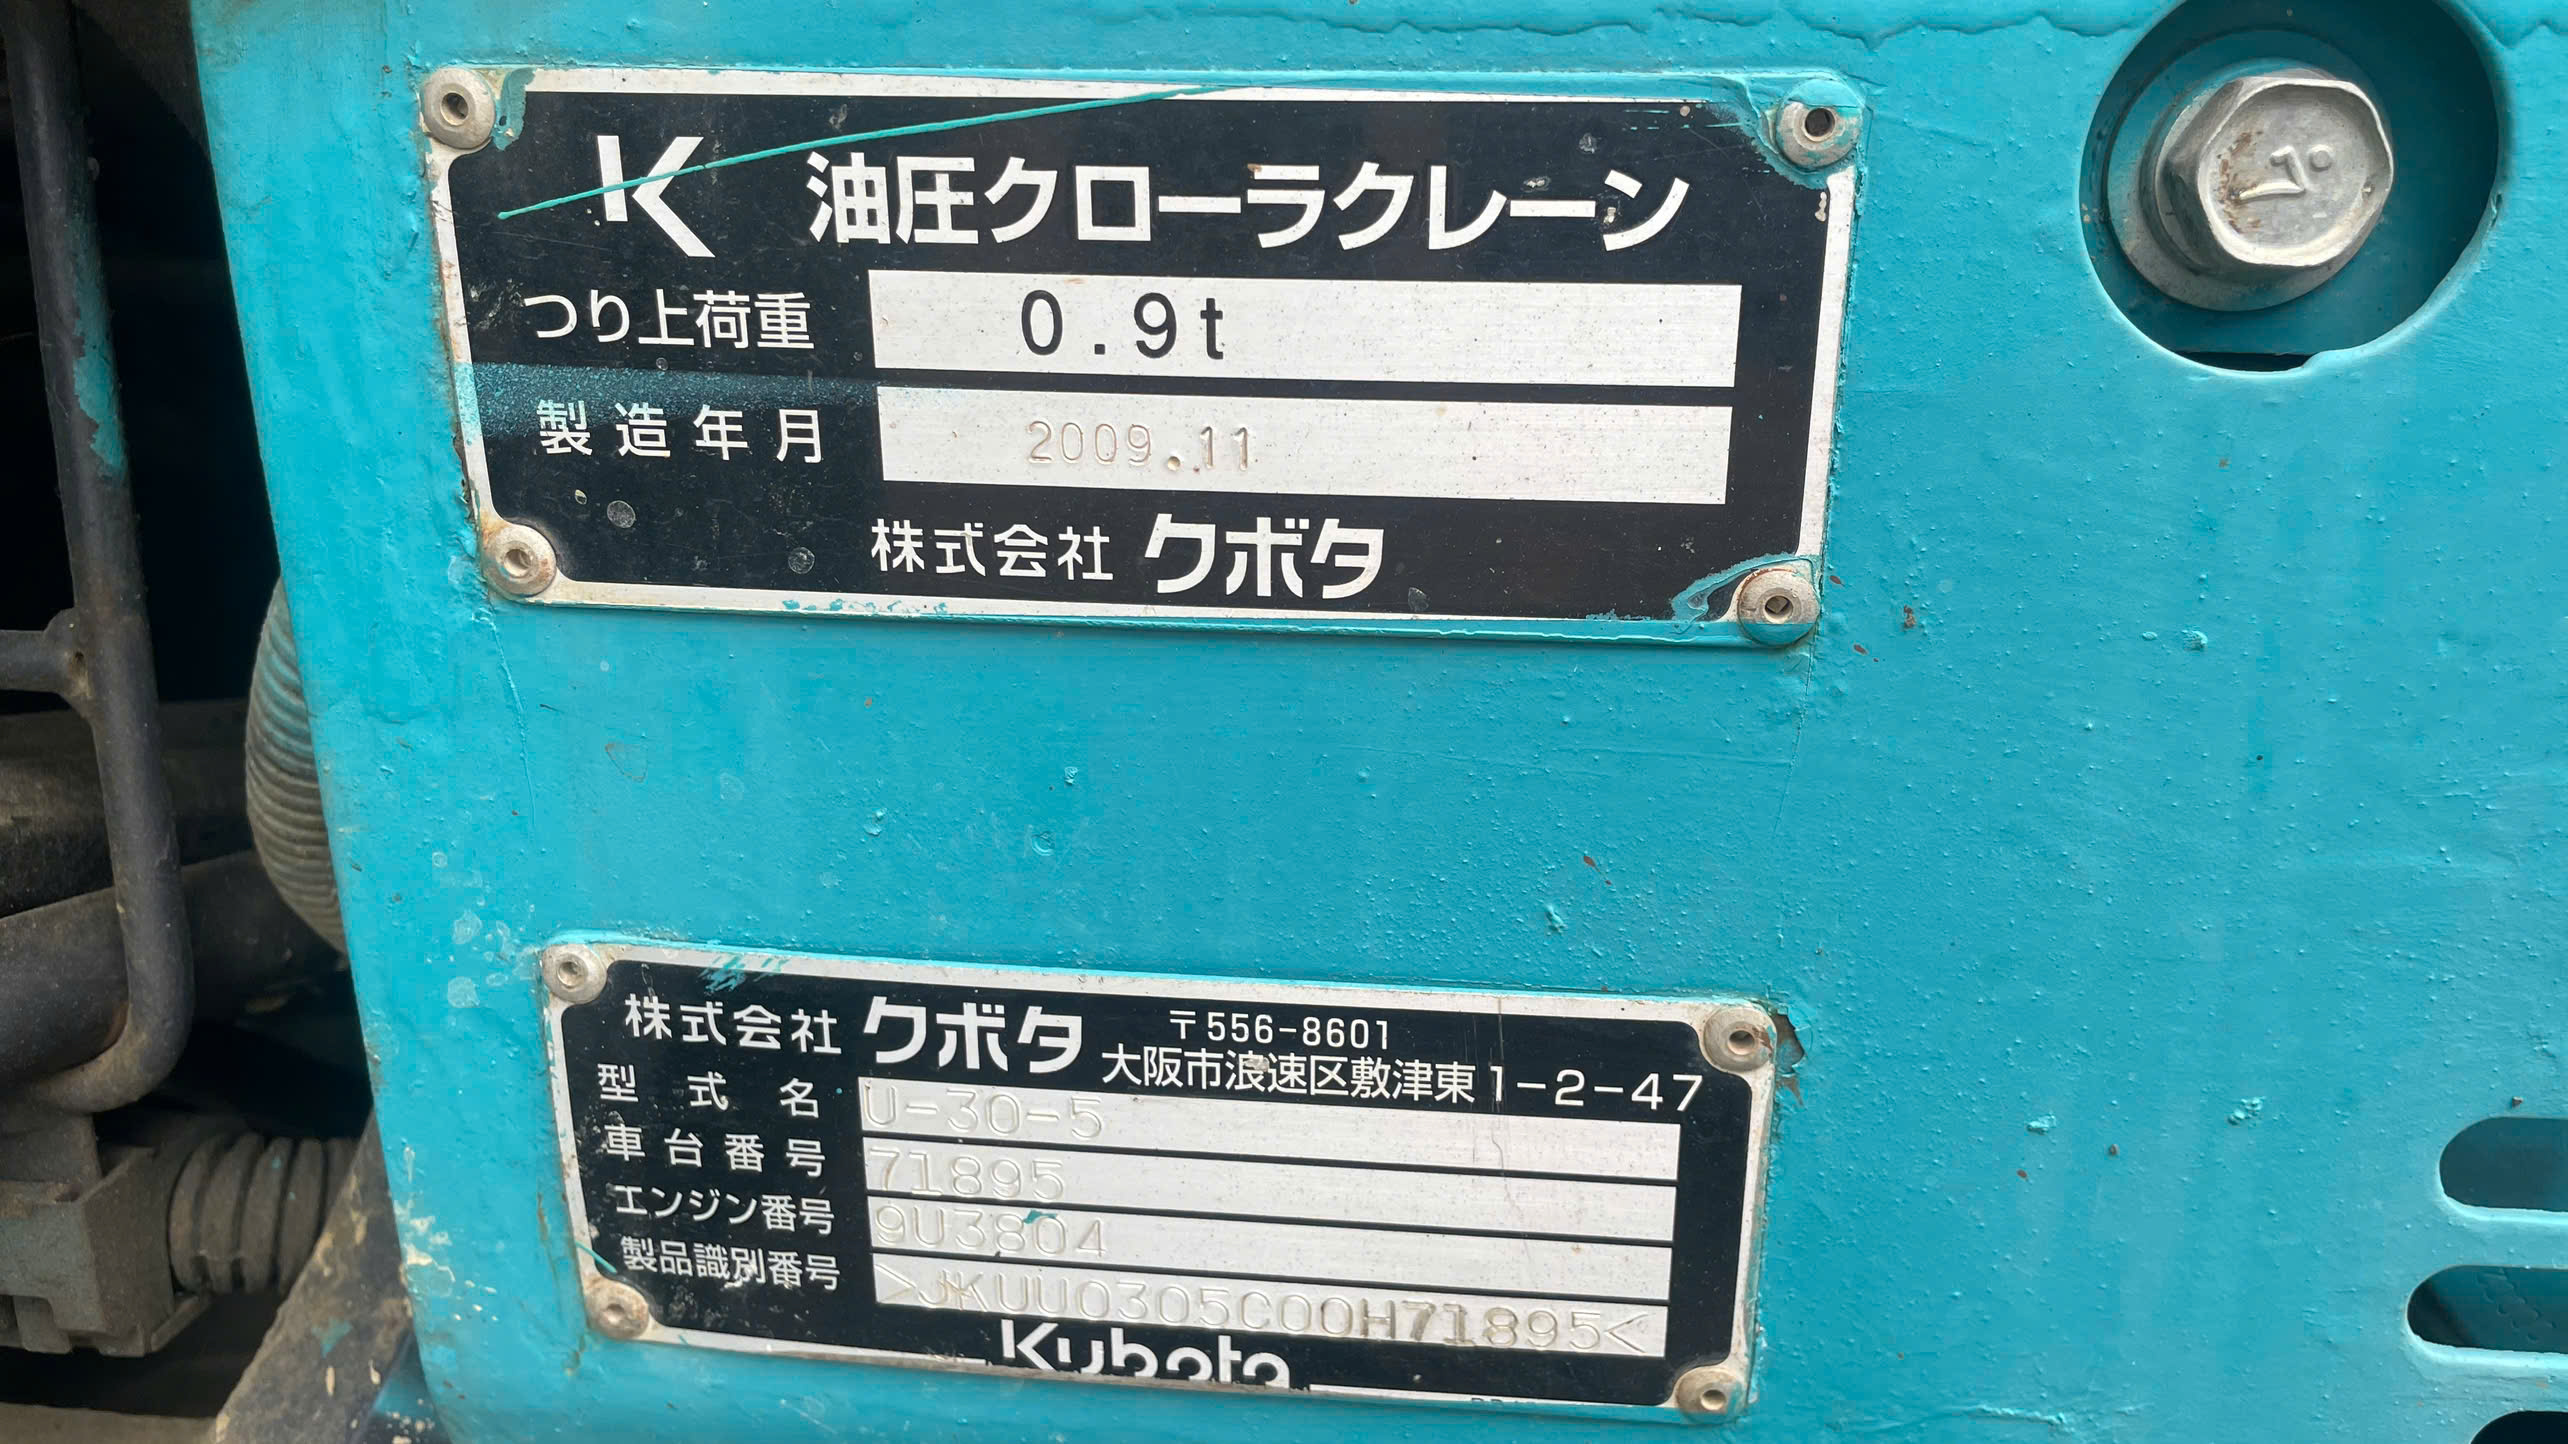 K 油圧クローラクレーン
つり上荷重 0.9t
製造年月 2009.11
株式会社 クボタ
株式会社 クボタ 〒556-8601
大阪市浪速区敷津東1-2-47
型式名 U-30-5
車台番号 71895
エンジン番号 9U3804
製品識別番号 >JKUU0305C00H71895<
Kubota
7